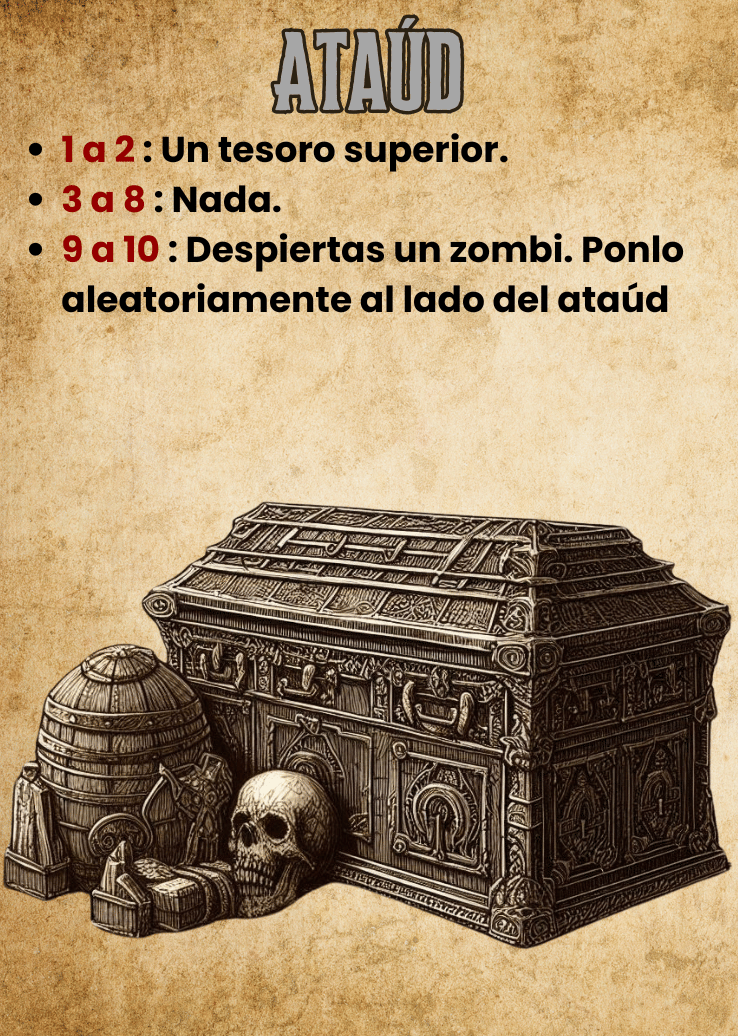 ATAÚD
• 1 a 2 : Un tesoro superior.
• 3 a 8 : Nada.
• 9 a 10 : Despiertas un zombi. Ponlo
aleatoriamente al lado del ataúd